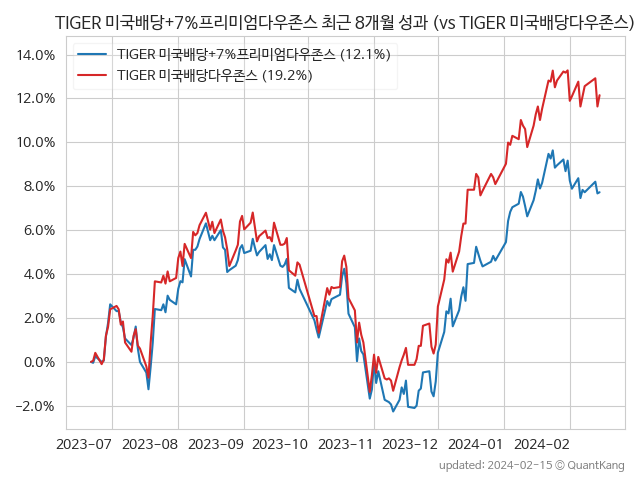 TIGER 미국배당+7%프리미엄다우존스 최근 8개월 성과 (vs TIGER 미국배당다우존스)
TIGER 미국배당+7%프리미엄다우존스 (12.1%)
TIGER 미국배당다우존스 (19.2%)
14.0%
12.0%
10.0%
8.0%
6.0%
4.0%
2.0%
0.0%
−2.0%
2023-07 2023-08 2023-09 2023-10 2023-11 2023-12 2024-01 2024-02
updated: 2024-02-15 © QuantKang